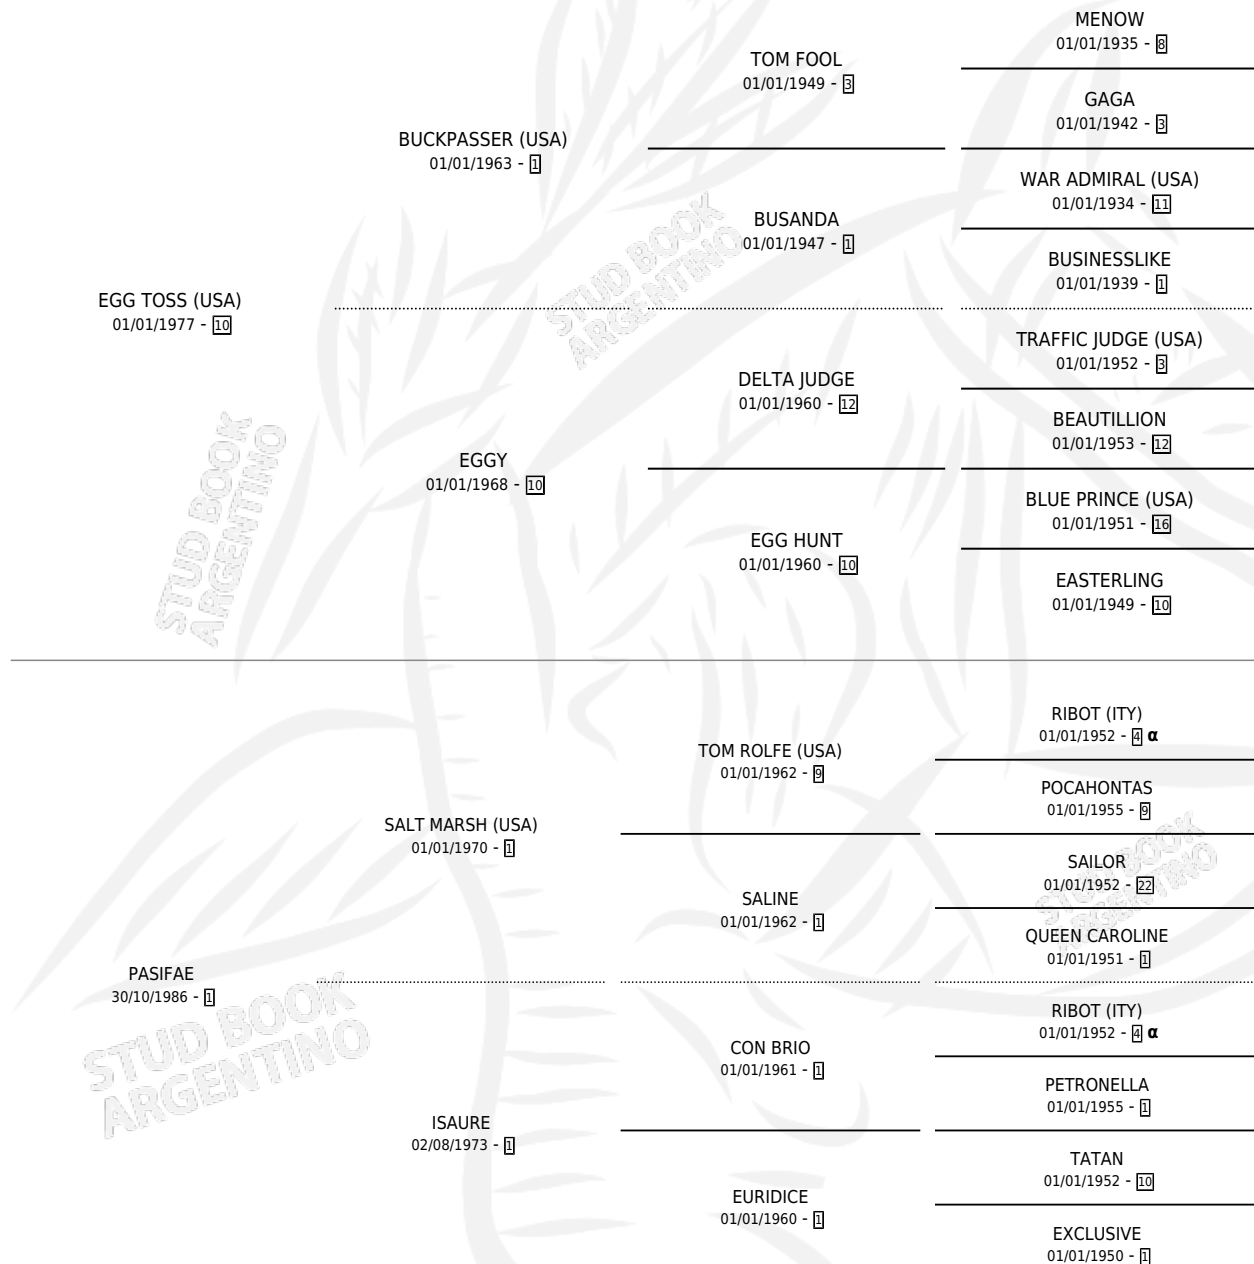 MENOW
01/01/1935 - 8
TOM FOOL
01/01/1949 - 3
GAGA
01/01/1942 - 3
BUCKPASSER (USA)
01/01/1963 - 1
WAR ADMIRAL (USA)
01/01/1934 - 11
BUSANDA
01/01/1947 - 1
BUSINESSLIKE
01/01/1939 - 1
EGG TOSS (USA)
01/01/1977 - 10
TRAFFIC JUDGE (USA)
01/01/1952 - 3
DELTA JUDGE
01/01/1960 - 12
BEAUTILLION
01/01/1953 - 12
EGGY
01/01/1968 - 10
BLUE PRINCE (USA)
01/01/1951 - 16
EGG HUNT
01/01/1960 - 10
EASTERLING
01/01/1949 - 10
RIBOT (ITY)
01/01/1952 - 4 α
TOM ROLFE (USA)
01/01/1962 - 9
POCAHONTAS
01/01/1955 - 9
SALT MARSH (USA)
01/01/1970 - 1
SAILOR
01/01/1952 - 22
SALINE
01/01/1962 - 1
QUEEN CAROLINE
01/01/1951 - 1
PASIFAE
30/10/1986 - 1
RIBOT (ITY)
01/01/1952 - 4 α
CON BRIO
01/01/1961 - 1
PETRONELLA
01/01/1955 - 1
ISAURE
02/08/1973 - 1
TATAN
01/01/1952 - 10
EURIDICE
01/01/1960 - 1
EXCLUSIVE
01/01/1950 - 1
STUD BOOK
ARGENTINO
STUD BOOK
ARGENTINO
STUD BOOK
ARGENTINO
STUD BOOK
ARGENTINO